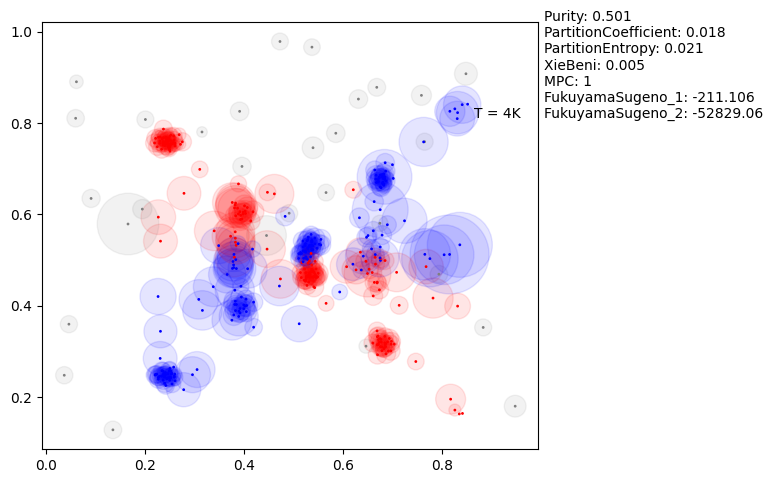 Purity: 0.501
PartitionCoefficient: 0.018
PartitionEntropy: 0.021
XieBeni: 0.005
MPC: 1
FukuyamaSugeno_1: -211.106
FukuyamaSugeno_2: -52829.06
T = 4K
1.0
0.8
0.6
0.4
0.2
0.0 0.2 0.4 0.6 0.8